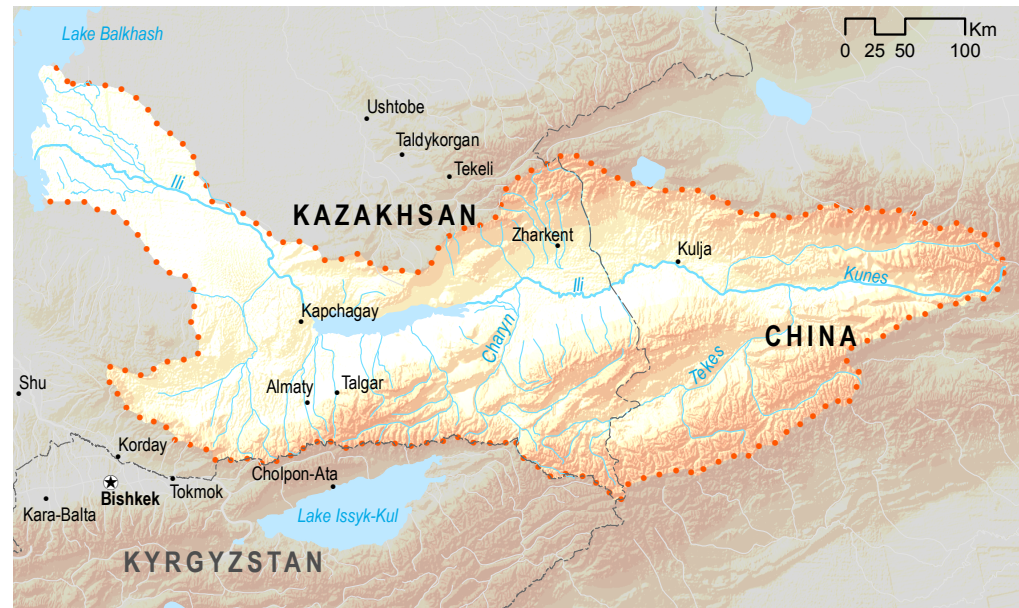 Lake Balkhash
Km
0 25 50 100
Ushtobe
Taldykorgan
Tekeli
Ili
KAZAKHSAN
Zharkent
Kulja
Ili
Kunes
Kapchagay
Charyn
CHINA
Tekes
Shu
Almaty
Talgar
Korday
Cholpon-Ata
Bishkek
Tokmok
Kara-Balta
Lake Issyk-Kul
KYRGYZSTAN